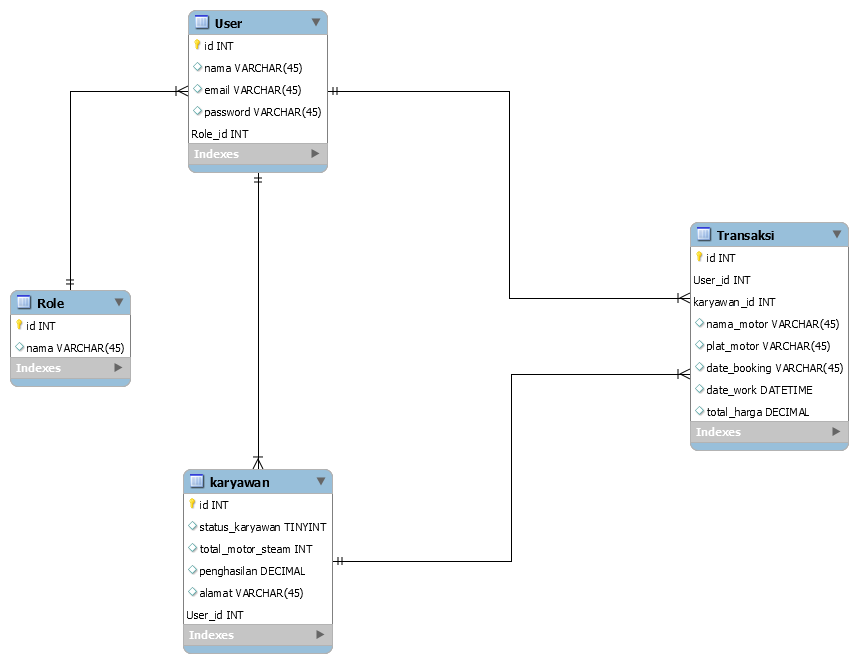 User
id INT
nama VARCHAR(45)
email VARCHAR(45)
password VARCHAR(45)
Role_id INT
Indexes
Role
id INT
nama VARCHAR(45)
Indexes
Transaksi
id INT
User_id INT
karyawan_id INT
nama_motor VARCHAR(45)
plat_motor VARCHAR(45)
date_booking VARCHAR(45)
date_work DATETIME
total_harga DECIMAL
Indexes
karyawan
id INT
status_karyawan TINYINT
total_motor_steam INT
penghasilan DECIMAL
alamat VARCHAR(45)
User_id INT
Indexes